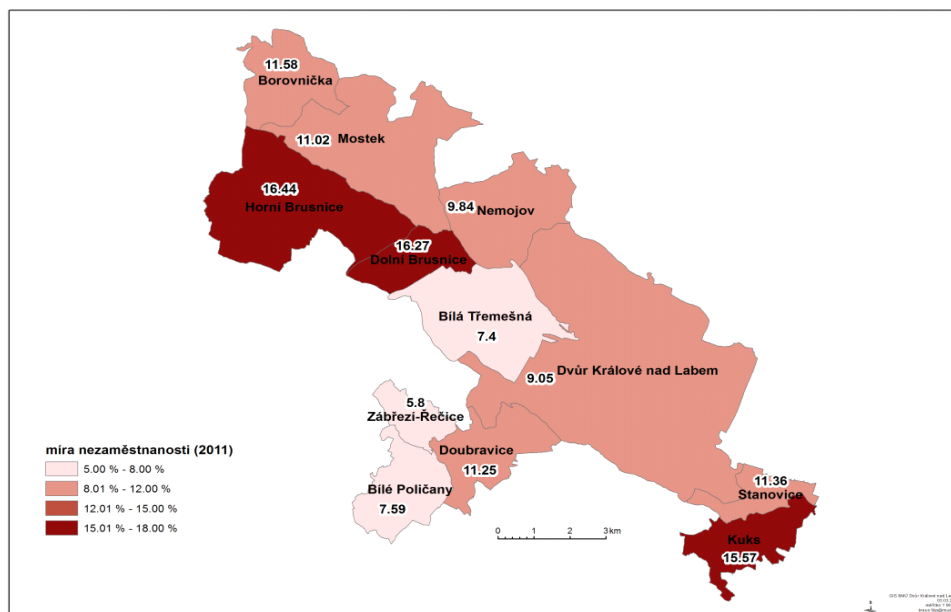 11.58
Borovnička
11.02
Mostek
16.44
Horní Brusnice
9.84
Nemojov
16.27
Dolní Brusnice
Bílá Třemešná
7.4
Dvůr Králové nad Labem
9.05
5.8
Zábřezí-Řečice
Doubravice
11.25
Bílé Poličany
7.59
11.36
Stanovice
Kuks
15.57
míra nezaměstnanosti (2011)
5.00 % - 8.00 %
8.01 % - 12.00 %
12.01 % - 15.00 %
15.01 % - 18.00 %
0 1 2 3 km